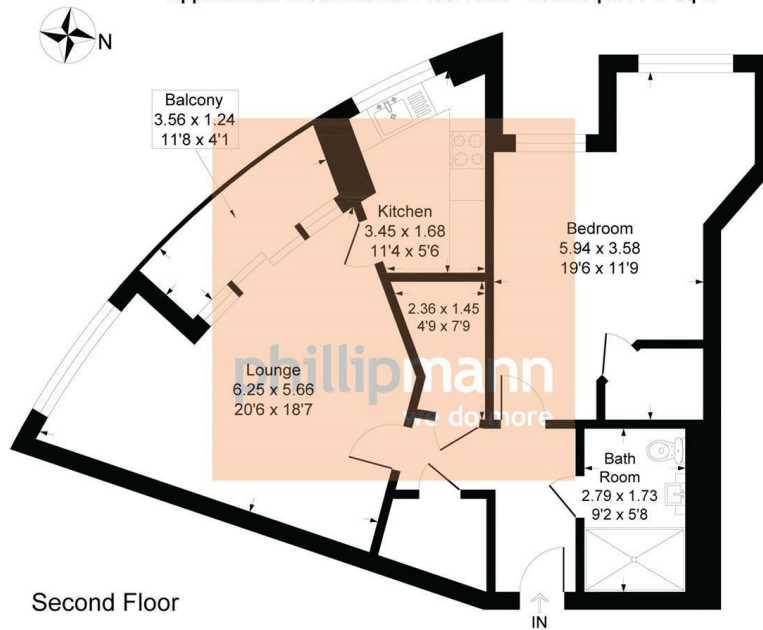 N
Balcony
3.56 x 1.24
11'8 x 4'1
Kitchen
3.45 x 1.68
11'4 x 5'6
Bedroom
5.94 x 3.58
19'6 x 11'9
2.36 x 1.45
4'9 x 7'9
phillipmann
we do more
Lounge
6.25 x 5.66
20'6 x 18'7
Bath
Room
2.79 x 1.73
9'2 x 5'8
Second Floor
IN